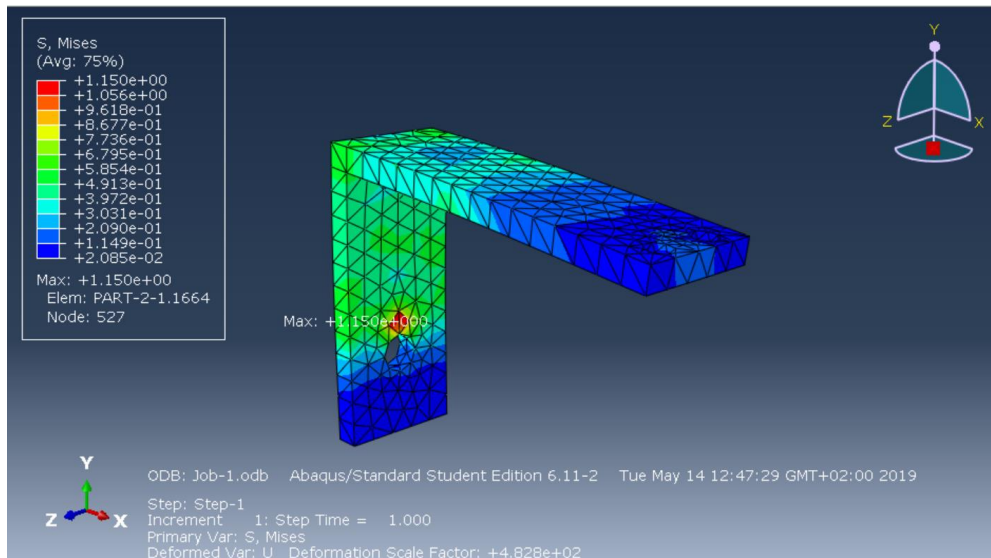 S, Mises
(Avg: 75%)
+1.150e+00
+1.056e+00
+9.618e-01
+8.677e-01
+7.736e-01
+6.795e-01
+5.854e-01
+4.913e-01
+3.972e-01
+3.031e-01
+2.090e-01
+1.149e-01
+2.085e-02
Max: +1.150e+00
Elem: PART-2-1.1664
Node: 527
Y
Z
X
Max: +1.150e+000
Y
Z
X
ODB: Job-1.odb Abaqus/Standard Student Edition 6.11-2 Tue May 14 12:47:29 GMT+02:00 2019
Step: Step-1
Increment 1: Step Time = 1.000
Primary Var: S, Mises
Deformed Var: U Deformation Scale Factor: +4.828e+02